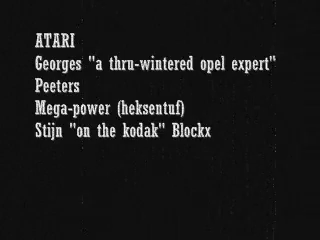 ATARI
Georges "a thru-wintered opel expert"
Peeters
Mega-power (heksentuf)
Stijn "on the kodak" Blockx